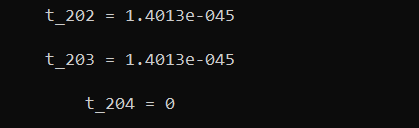 t_202 = 1.4013e-045
t_203 = 1.4013e-045
t_204 = 0